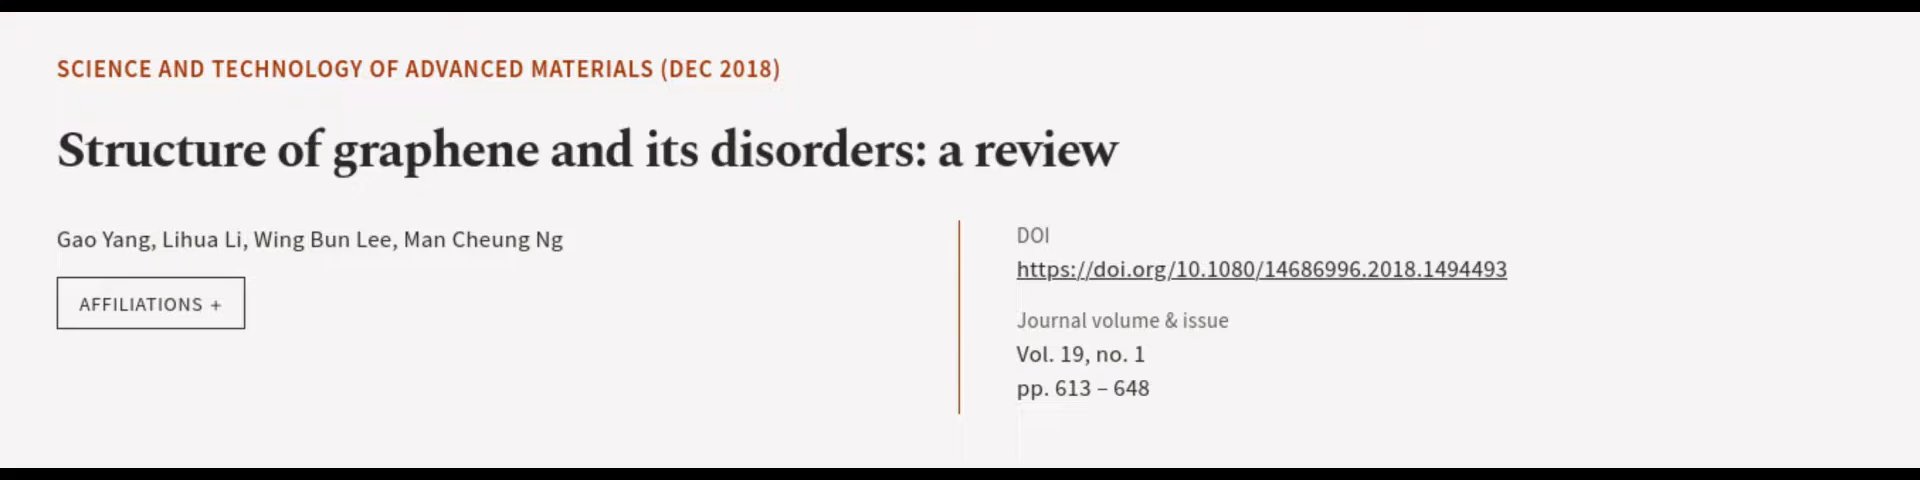 SCIENCE AND TECHNOLOGY OF ADVANCED MATERIALS (DEC 2018)
Structure of graphene and its disorders: a review
Gao Yang, Lihua Li, Wing Bun Lee, Man Cheung Ng
AFFILIATIONS +
DOI
https://doi.org/10.1080/14686996.2018.1494493
Journal volume & issue
Vol. 19, no. 1
pp. 613 – 648